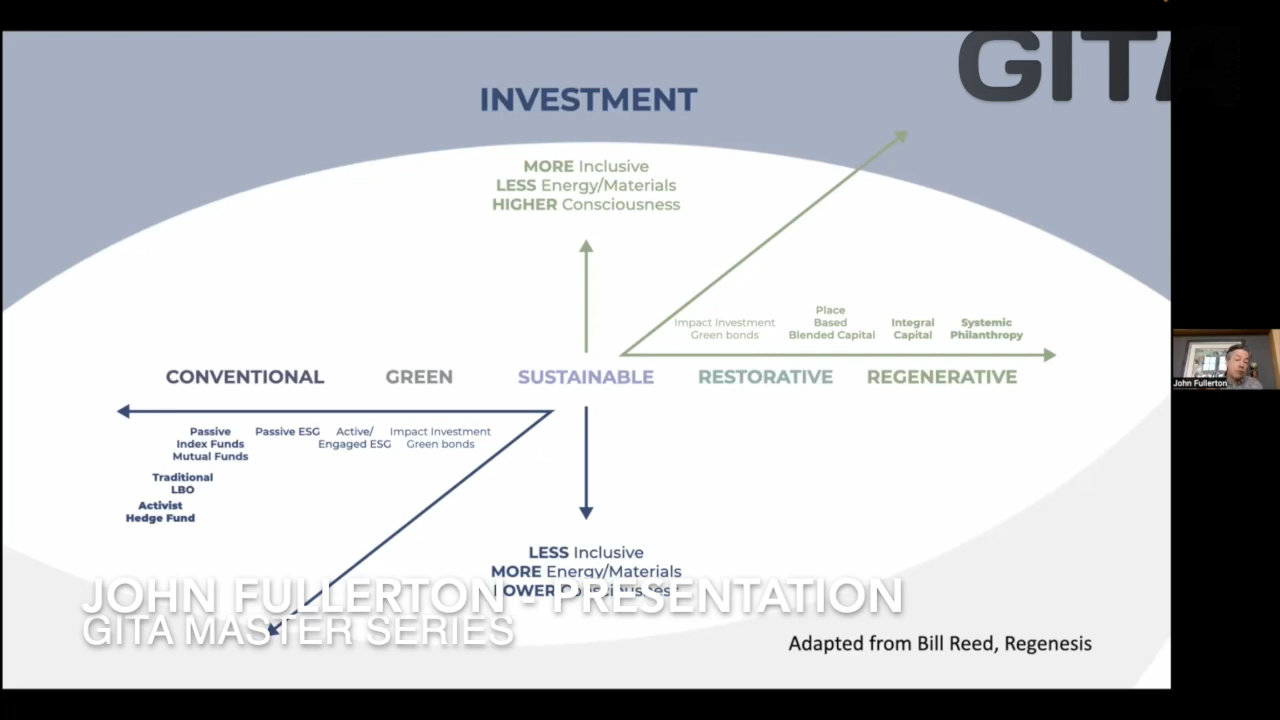 GITA
INVESTMENT
MORE Inclusive
LESS Energy/Materials
HIGHER Consciousness
Impact Investment
Green bonds
Place
Based
Blended Capital
Integral
Capital
Systemic
Philanthropy
CONVENTIONAL
GREEN
SUSTAINABLE
RESTORATIVE
REGENERATIVE
John Fullerton
Passive
Index Funds
Mutual Funds
Passive ESG
Active/
Engaged ESG
Impact Investment
Green bonds
Traditional
LBO
Activist
Hedge Fund
LESS Inclusive
MORE Energy/Materials
LOWER Consciousness
JOHN FULLERTON - PRESENTATION
GITA MASTER SERIES
Adapted from Bill Reed, Regenesis